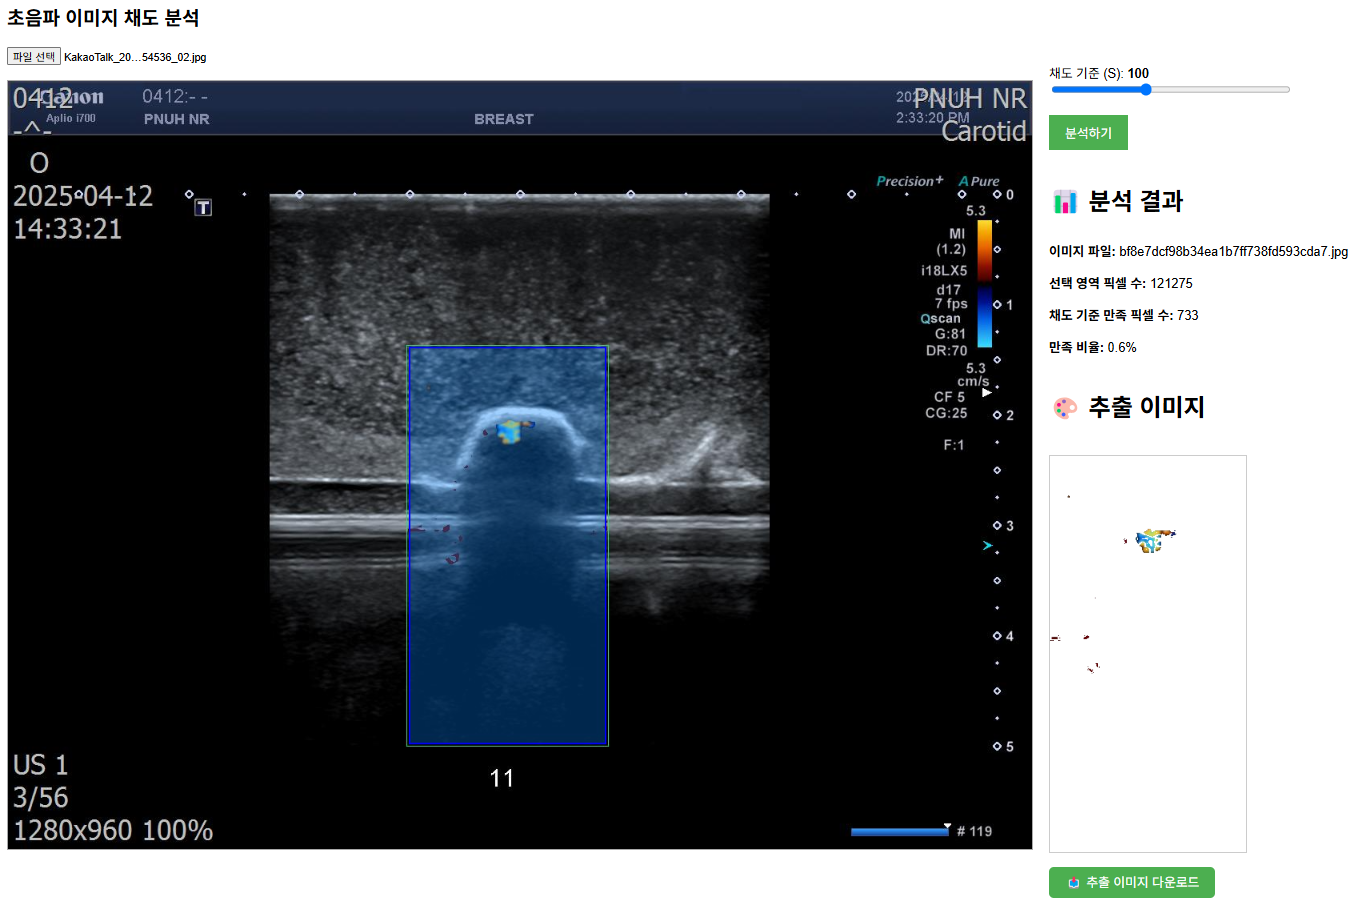 초음파 이미지 채도 분석
파일 선택 KakaoTalk_20...54536_02.jpg
0412
Canon
0412:- -
2025
PNUH NR
-^-
Aplio i700
PNUH NR
BREAST
2:33:20 PM
Carotid
O
2025-04-12
14:33:21
T
Precision+ A Pure
0
5.3
MI
(1.2)
i18LX5
d17
7 fps
1
Qscan
G:81
DR:70
5.3
cm/s
CF 5
CG:25
2
F:1
3
4
5
US 1
11
3/56
1280x960 100%
# 119
채도 기준 (S): 100
분석하기
분석 결과
이미지 파일: bf8e7dcf98b34ea1b7ff738fd593cda7.jpg
선택 영역 픽셀 수: 121275
채도 기준 만족 픽셀 수: 733
만족 비율: 0.6%
추출 이미지
추출 이미지 다운로드